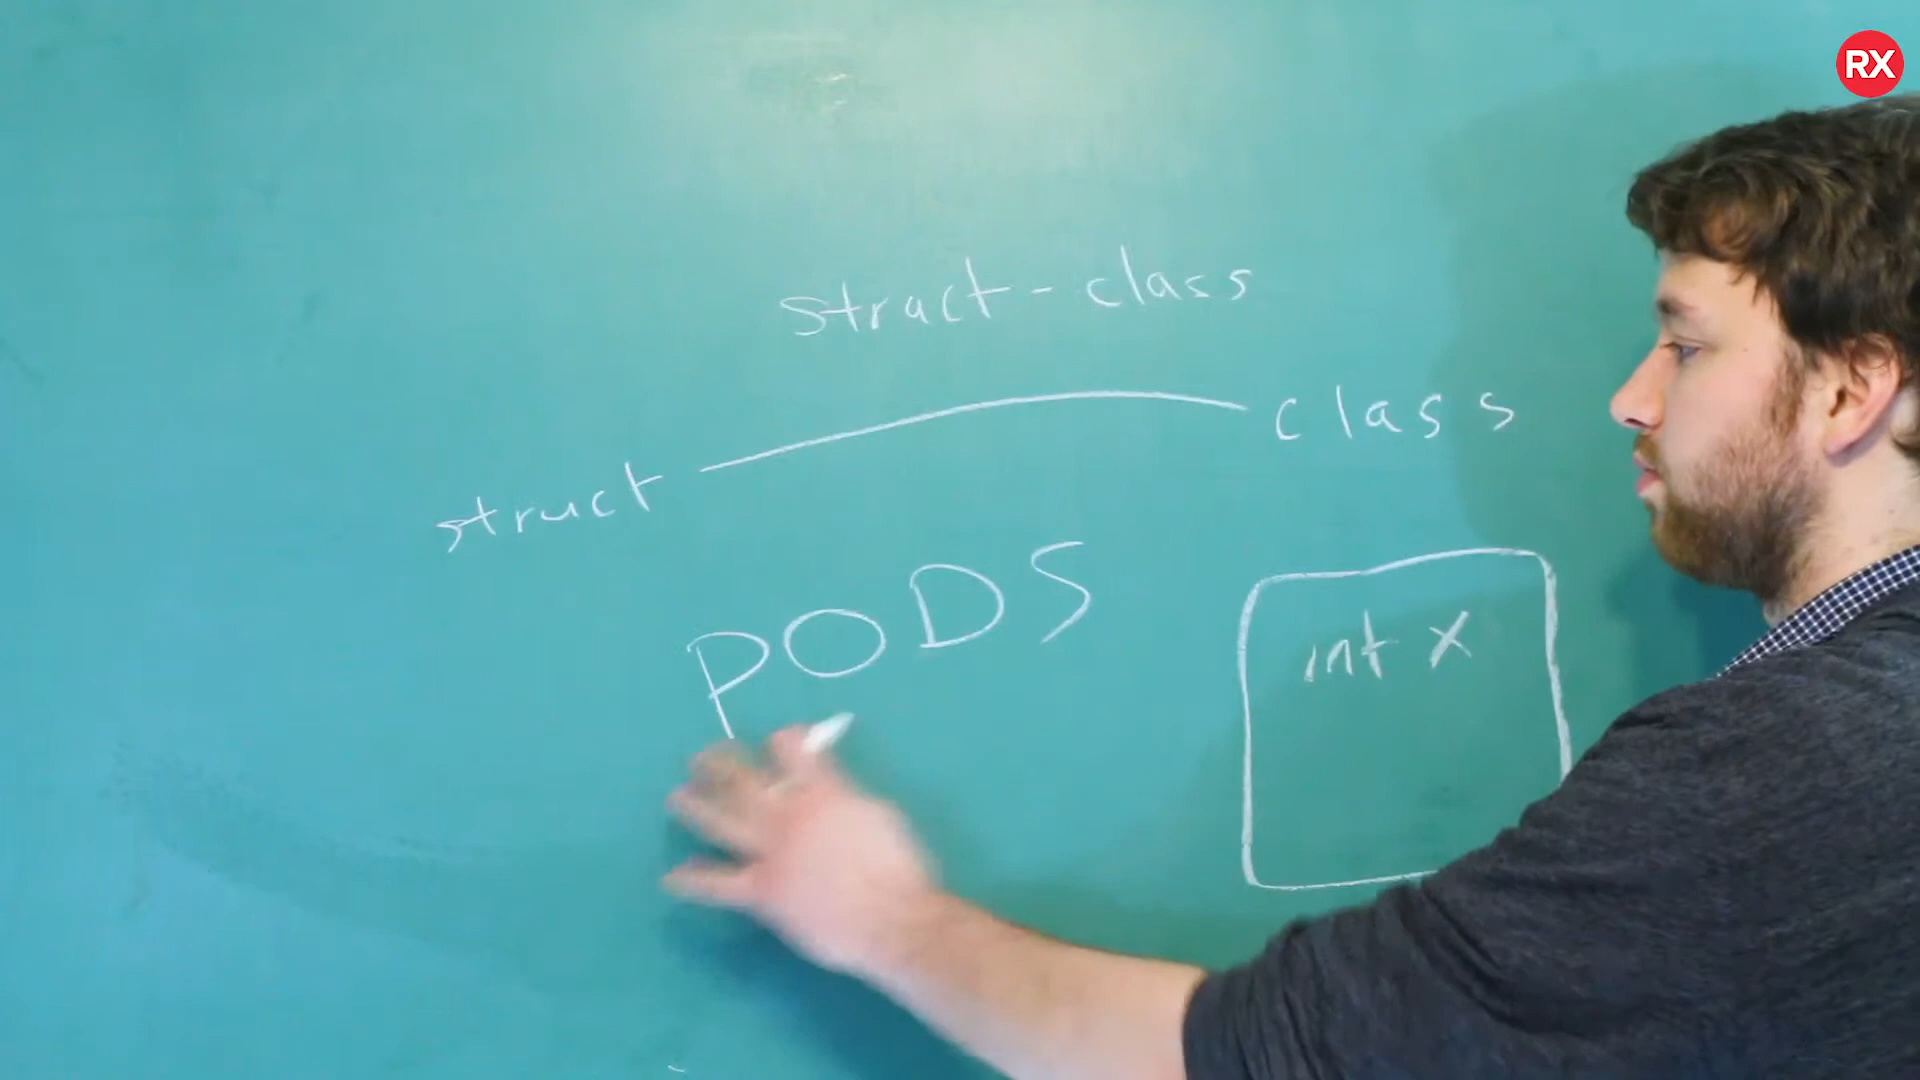 RX
struct - class
struct class
PODS
int x